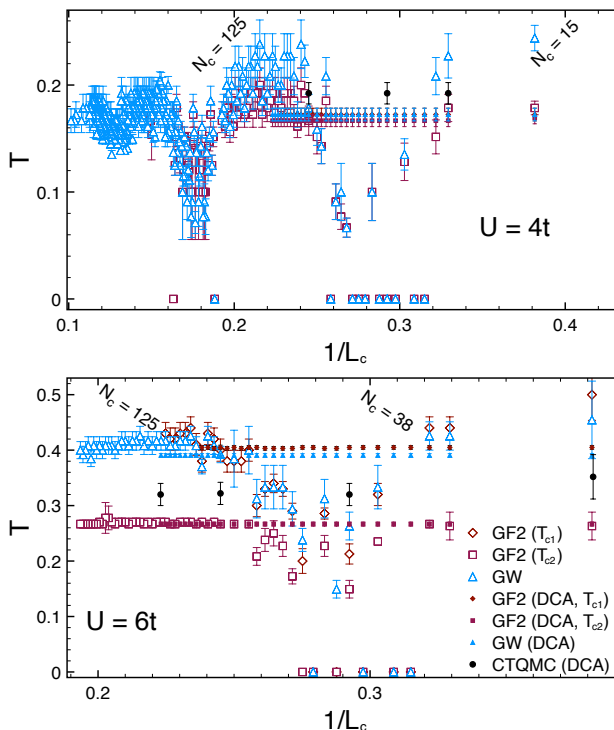 N_c = 125
N_c = 15
0.2
0.1
0
T
U = 4t
0.1
0.2
0.3
0.4
1/L_c
N_c = 125
N_c = 38
0.5
0.4
0.3
0.2
0.1
0
T
U = 6t
GF2 (T_c1)
GF2 (T_c2)
GW
GF2 (DCA, T_c1)
GF2 (DCA, T_c2)
GW (DCA)
CTQMC (DCA)
0.2
0.3
1/L_c